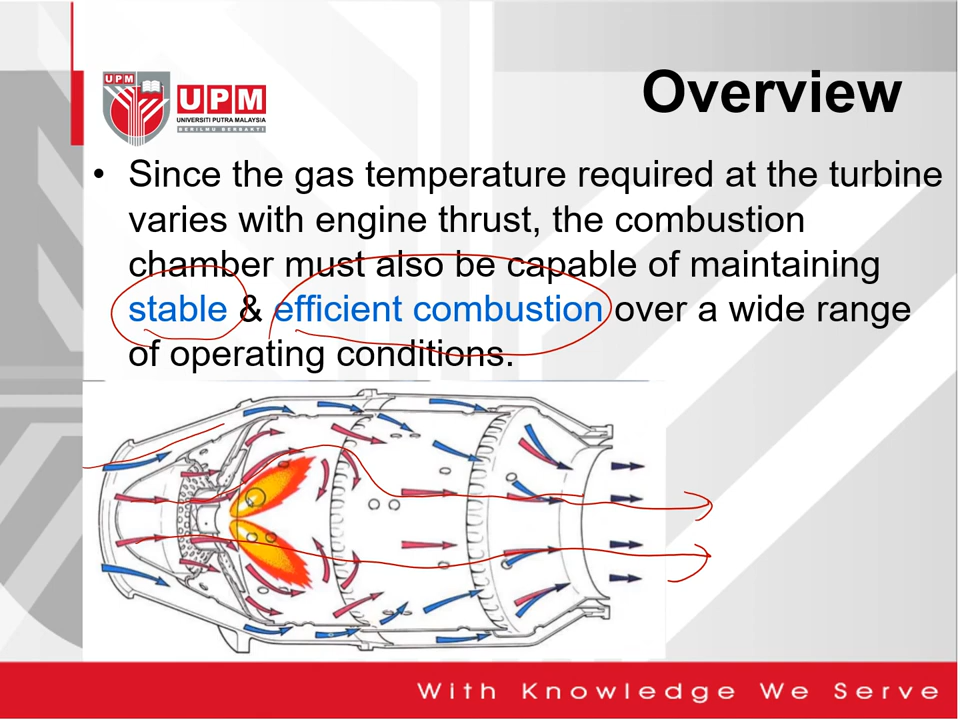 UPM
UPM
UNIVERSITI PUTRA MALAYSIA
BERILMU BERBAKTI
Overview
• Since the gas temperature required at the turbine
varies with engine thrust, the combustion
chamber must also be capable of maintaining
stable & efficient combustion over a wide range
of operating conditions.
With Knowledge We Serve